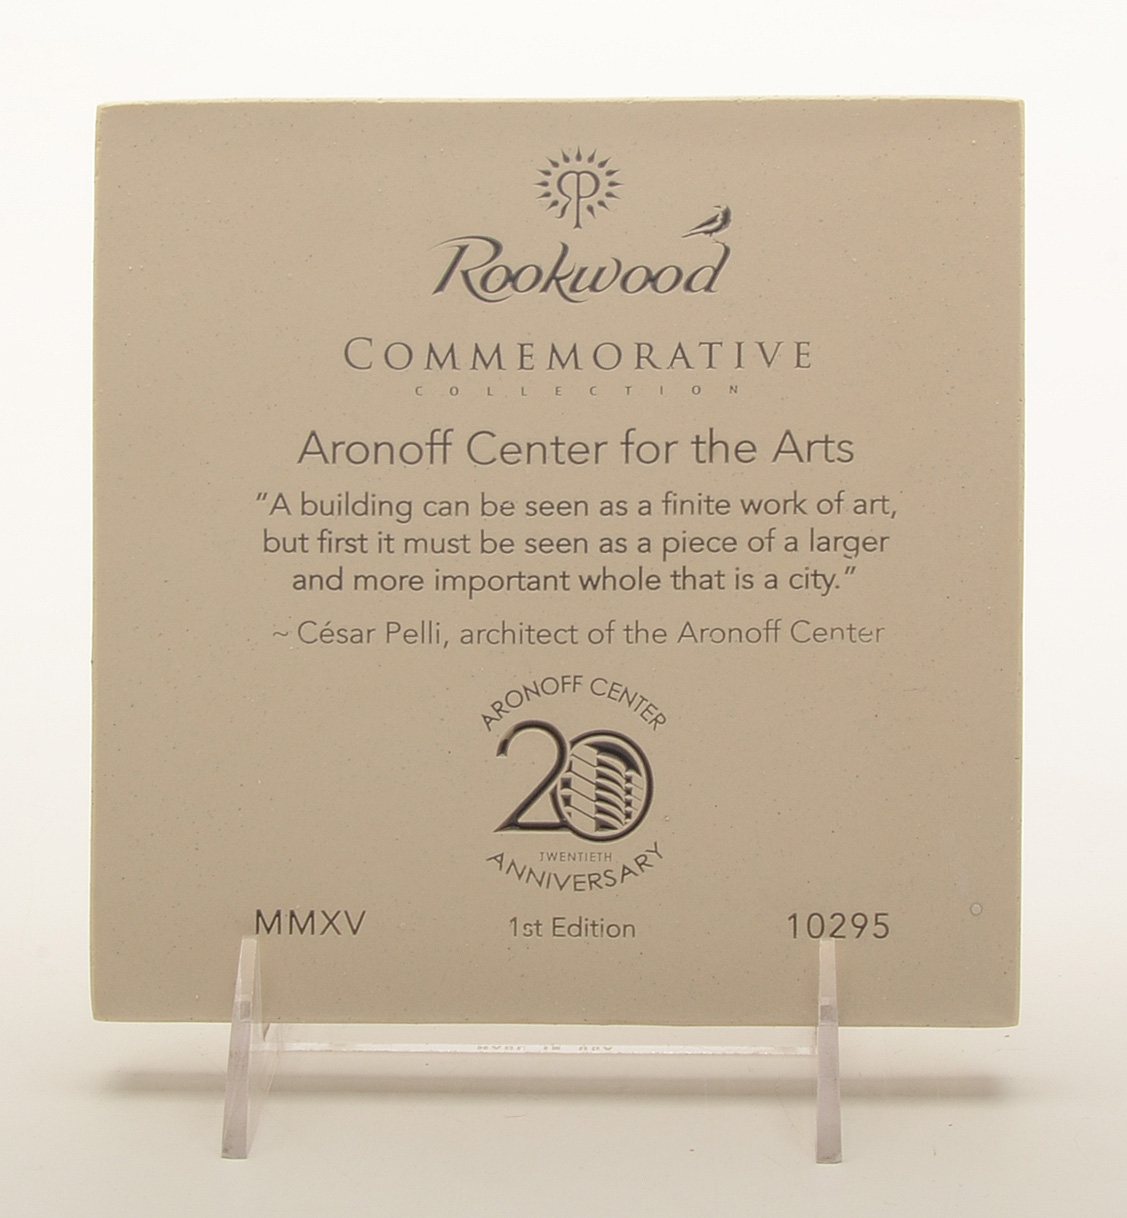 RP
Rookwood
COMMEMORATIVE
COLLECTION
Aronoff Center for the Arts
"A building can be seen as a finite work of art,
but first it must be seen as a piece of a larger
and more important whole that is a city."
~ César Pelli, architect of the Aronoff Center
ARONOFF CENTER
20
TWENTIETH
ANNIVERSARY
MMXV 1st Edition 10295